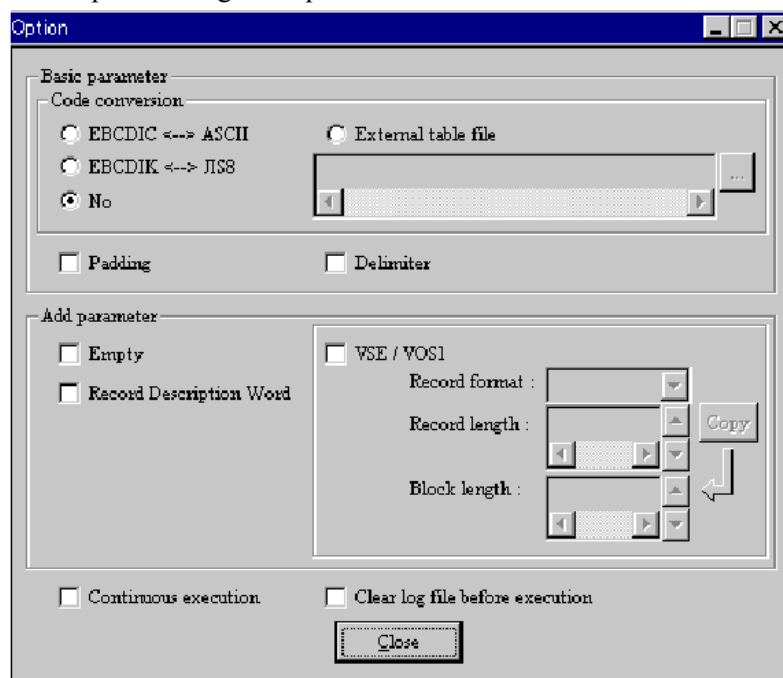 Option
Basic parameter
Code conversion
EBCDIC <--> ASCII
External table file
EBCDIK <--> JIS8
...
No
Padding
Delimiter
Add parameter
Empty
VSE / VOS1
Record Description Word
Record format :
Record length :
Copy
Block length :
Continuous execution
Clear log file before execution
Close